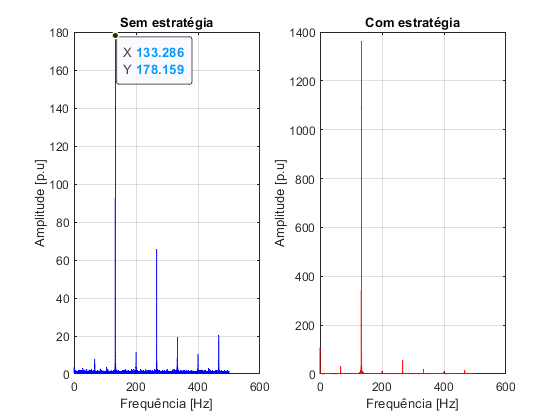 Sem estratégia
180
160
140
120
100
80
60
40
20
0
X 133.286
Y 178.159
0 200 400 600
Amplitude [p.u]
Frequência [Hz]
Com estratégia
1400
1200
1000
800
600
400
200
0
0 200 400 600
Amplitude [p.u]
Frequência [Hz]